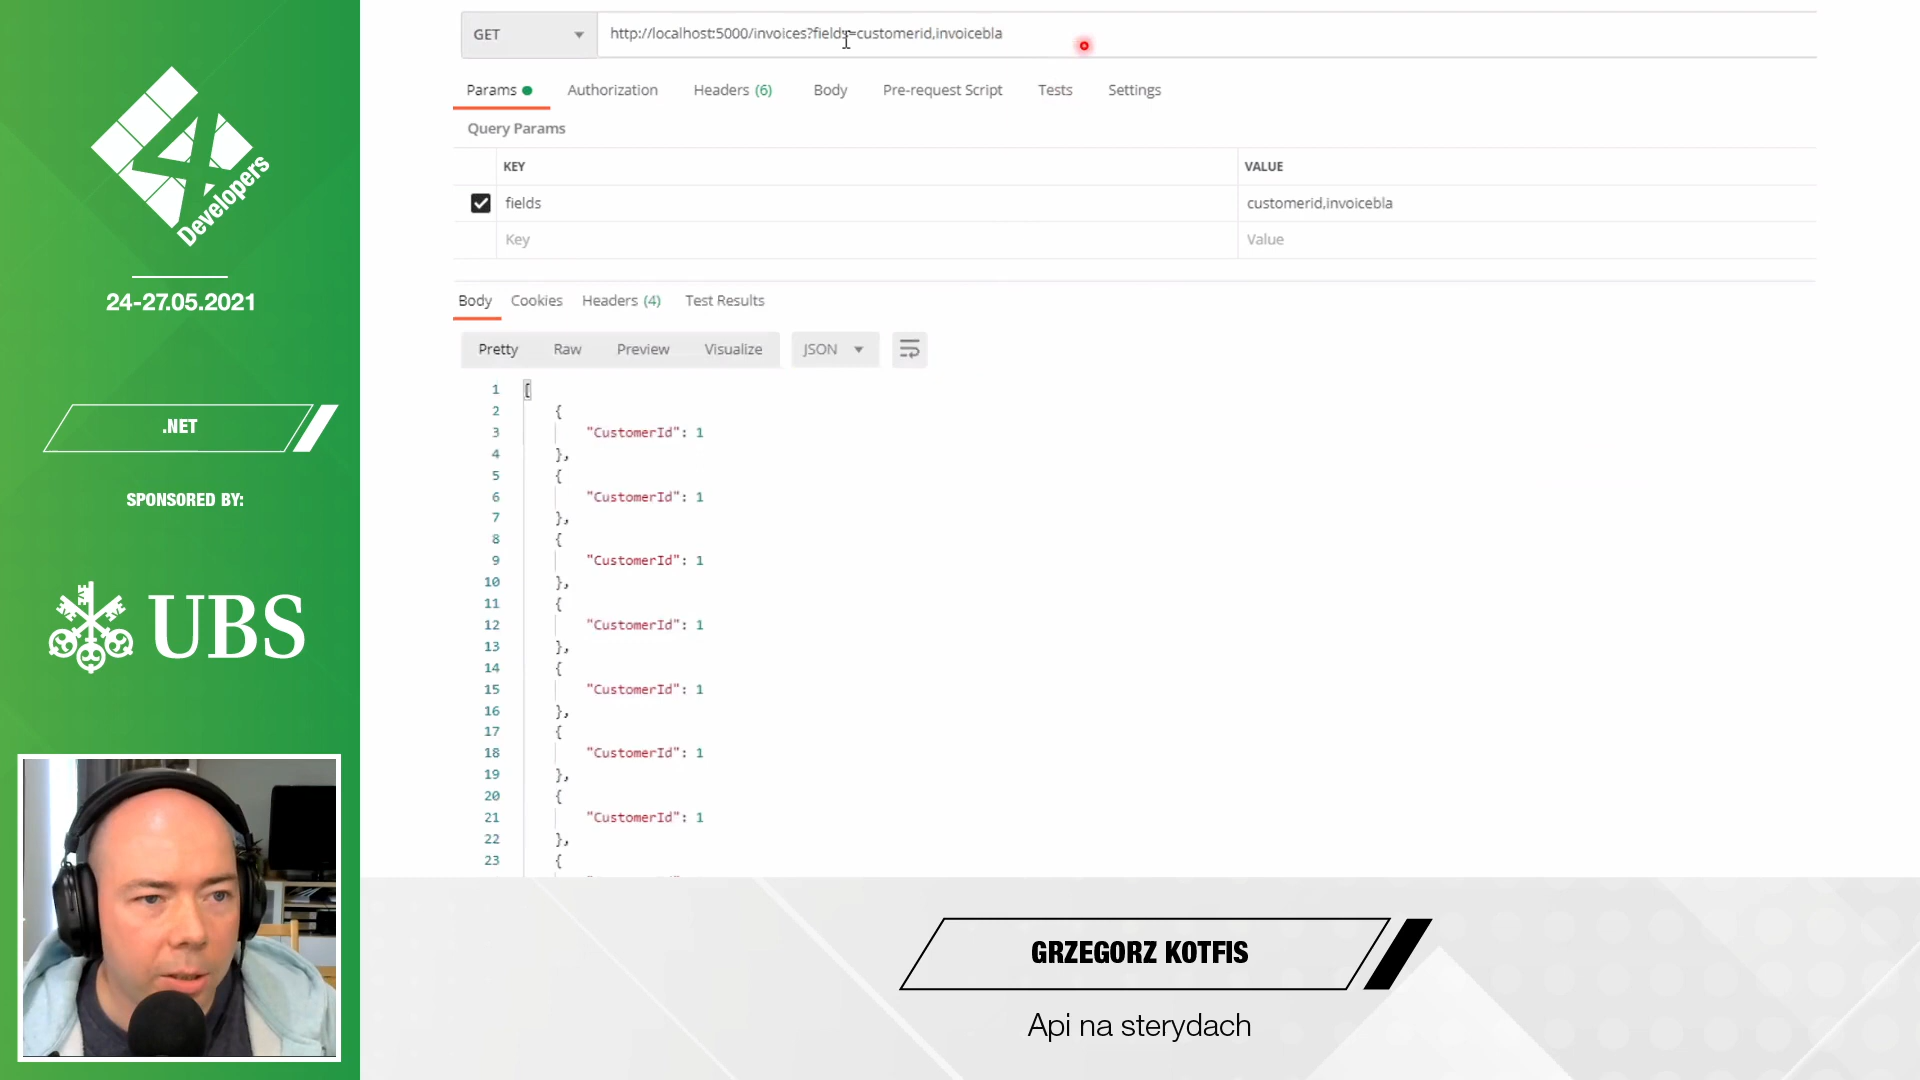 4
Developers
24-27.05.2021
.NET
SPONSORED BY:
UBS
GET
http://localhost:5000/invoices?fields=customerid,invoicebla
Params
Authorization
Headers (6)
Body
Pre-request Script
Tests
Settings
Query Params
KEY
VALUE
fields
customerid,invoicebla
Key
Value
Body
Cookies
Headers (4)
Test Results
Pretty
Raw
Preview
Visualize
JSON
1 [
2 {
3 "CustomerId": 1
4 },
5 {
6 "CustomerId": 1
7 },
8 {
9 "CustomerId": 1
10 },
11 {
12 "CustomerId": 1
13 },
14 {
15 "CustomerId": 1
16 },
17 {
18 "CustomerId": 1
19 },
20 {
21 "CustomerId": 1
22 },
23 {
GRZEGORZ KOTFIS
Api na sterydach